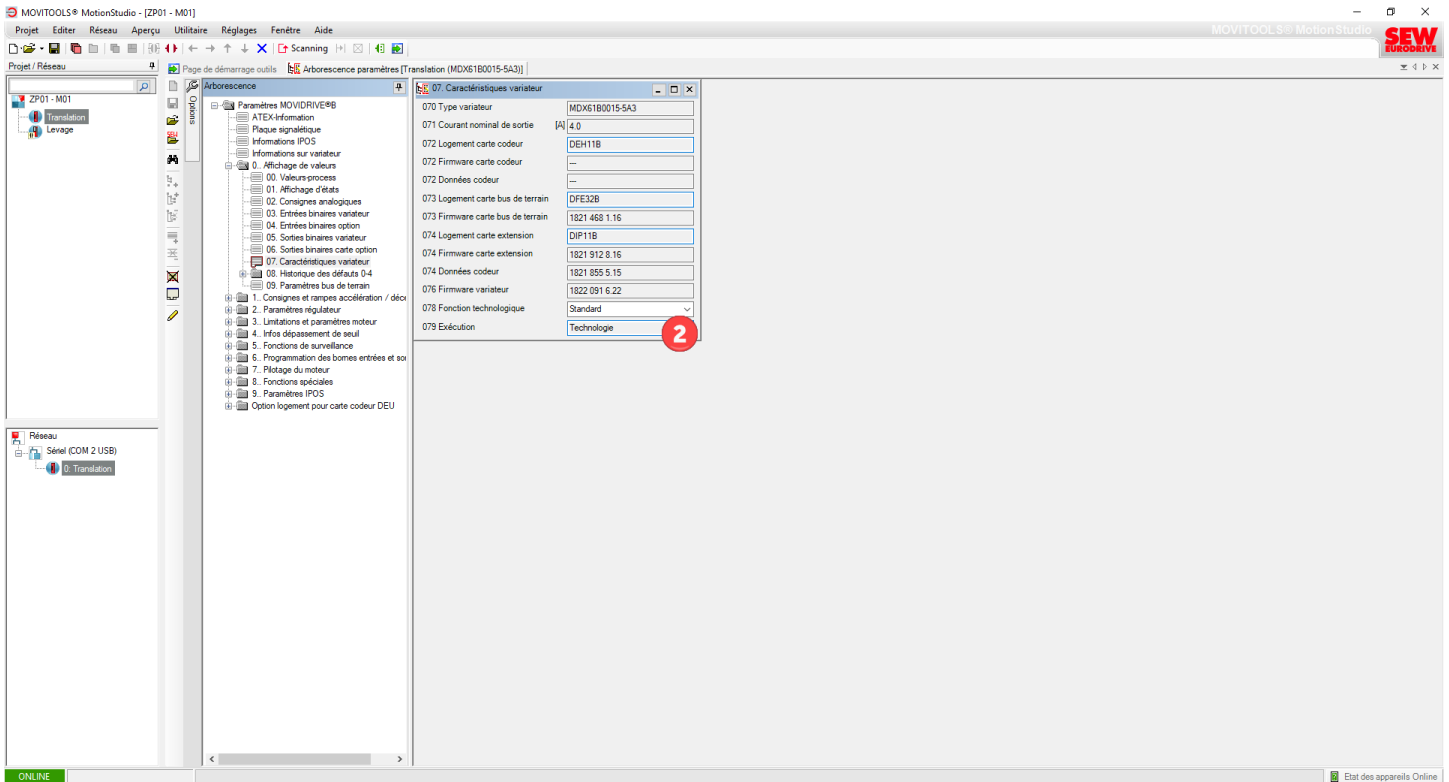 MOVITOOLS® MotionStudio - [ZP01 - M01]
Projet Editer Réseau Aperçu Utilitaire Réglages Fenêtre Aide
MOVITOOLS® MotionStudio
SEW
EURODRIVE
Scanning
Projet / Réseau
Page de démarrage outils
Arborescence paramètres [Translation (MDX61B0015-5A3)]
ZP01 - M01
Translation
Levage
Options
Arborescence
Paramètres MOVIDRIVE®B
ATEX-Information
Plaque signalétique
Informations IPOS
Informations sur variateur
0.. Affichage de valeurs
00. Valeurs-process
01. Affichage d'états
02. Consignes analogiques
03. Entrées binaires variateur
04. Entrées binaires option
05. Sorties binaires variateur
06. Sorties binaires carte option
07. Caractéristiques variateur
08. Historique des défauts 0-4
09. Paramètres bus de terrain
1.. Consignes et rampes accélération / déce
2.. Paramètres régulateur
3.. Limitations et paramètres moteur
4.. Infos dépassement de seuil
5.. Fonctions de surveillance
6.. Programmation des bornes entrées et sor
7.. Pilotage du moteur
8.. Fonctions spéciales
9.. Paramètres IPOS
Option logement pour carte codeur DEU
07. Caractéristiques variateur
070 Type variateur MDX61B0015-5A3
071 Courant nominal de sortie [A] 4.0
072 Logement carte codeur DEH11B
072 Firmware carte codeur ---
072 Données codeur ---
073 Logement carte bus de terrain DFE32B
073 Firmware carte bus de terrain 1821 468 1.16
074 Logement carte extension DIP11B
074 Firmware carte extension 1821 912 8.16
074 Données codeur 1821 855 5.15
076 Firmware variateur 1822 091 6.22
078 Fonction technologique Standard
079 Exécution Technologie
2
Réseau
Sériel (COM 2 USB)
0: Translation
ONLINE
Etat des appareils Online